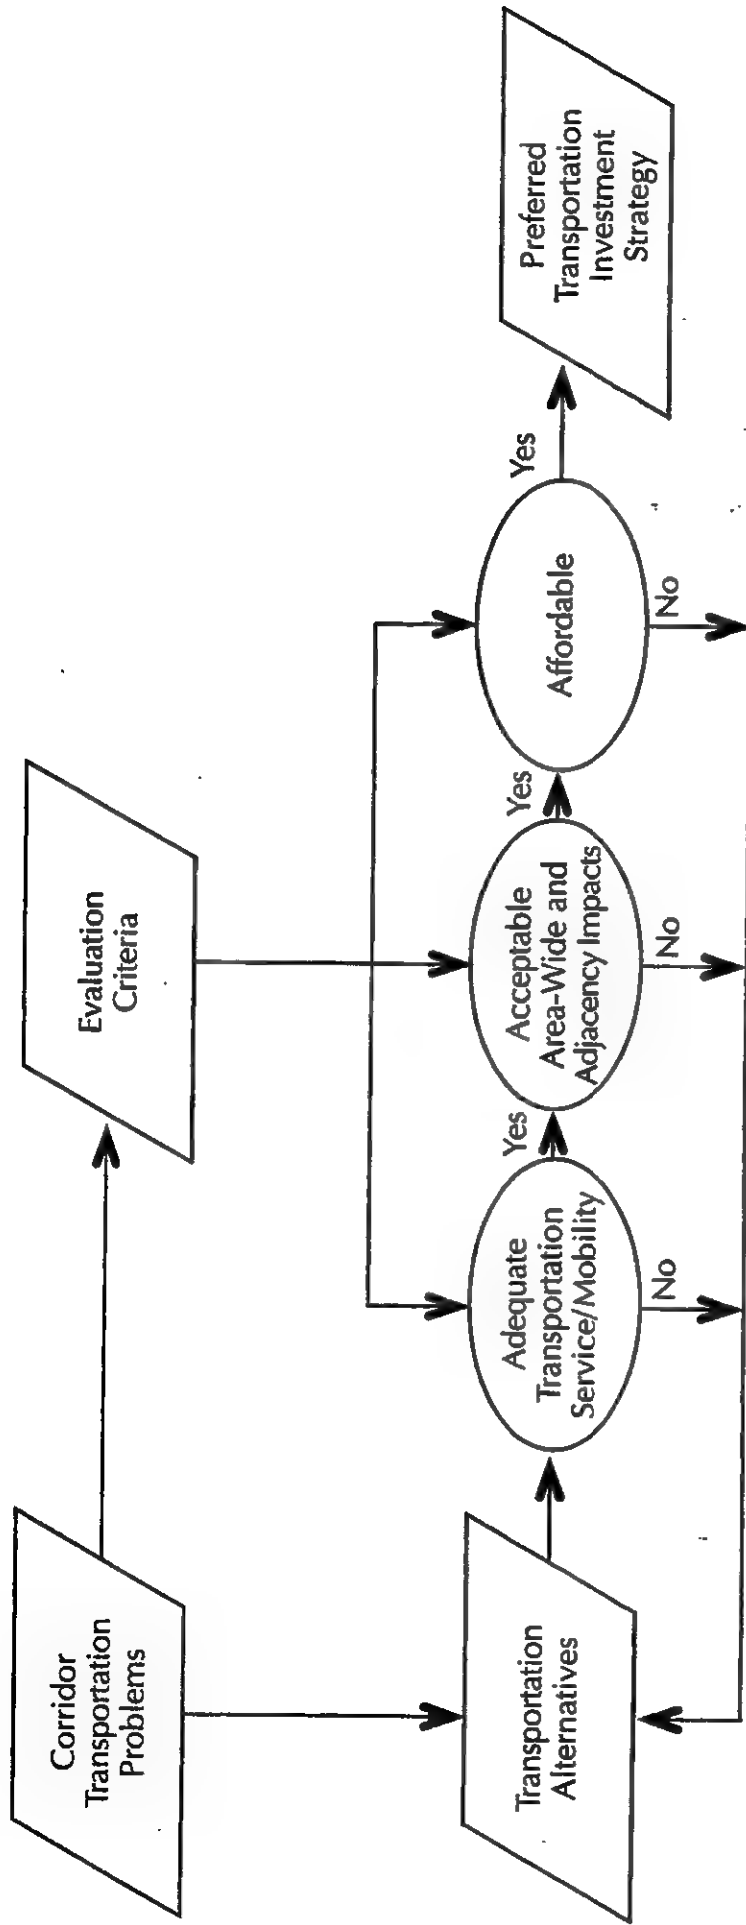 Corridor
Transportation
Problems
Evaluation
Criteria
Transportation
Alternatives
Adequate
Transportation
Service/Mobility
Yes
No
Acceptable
Area-Wide and
Adjacency Impacts
Yes
No
Affordable
Yes
No
Preferred
Transportation
Investment
Strategy